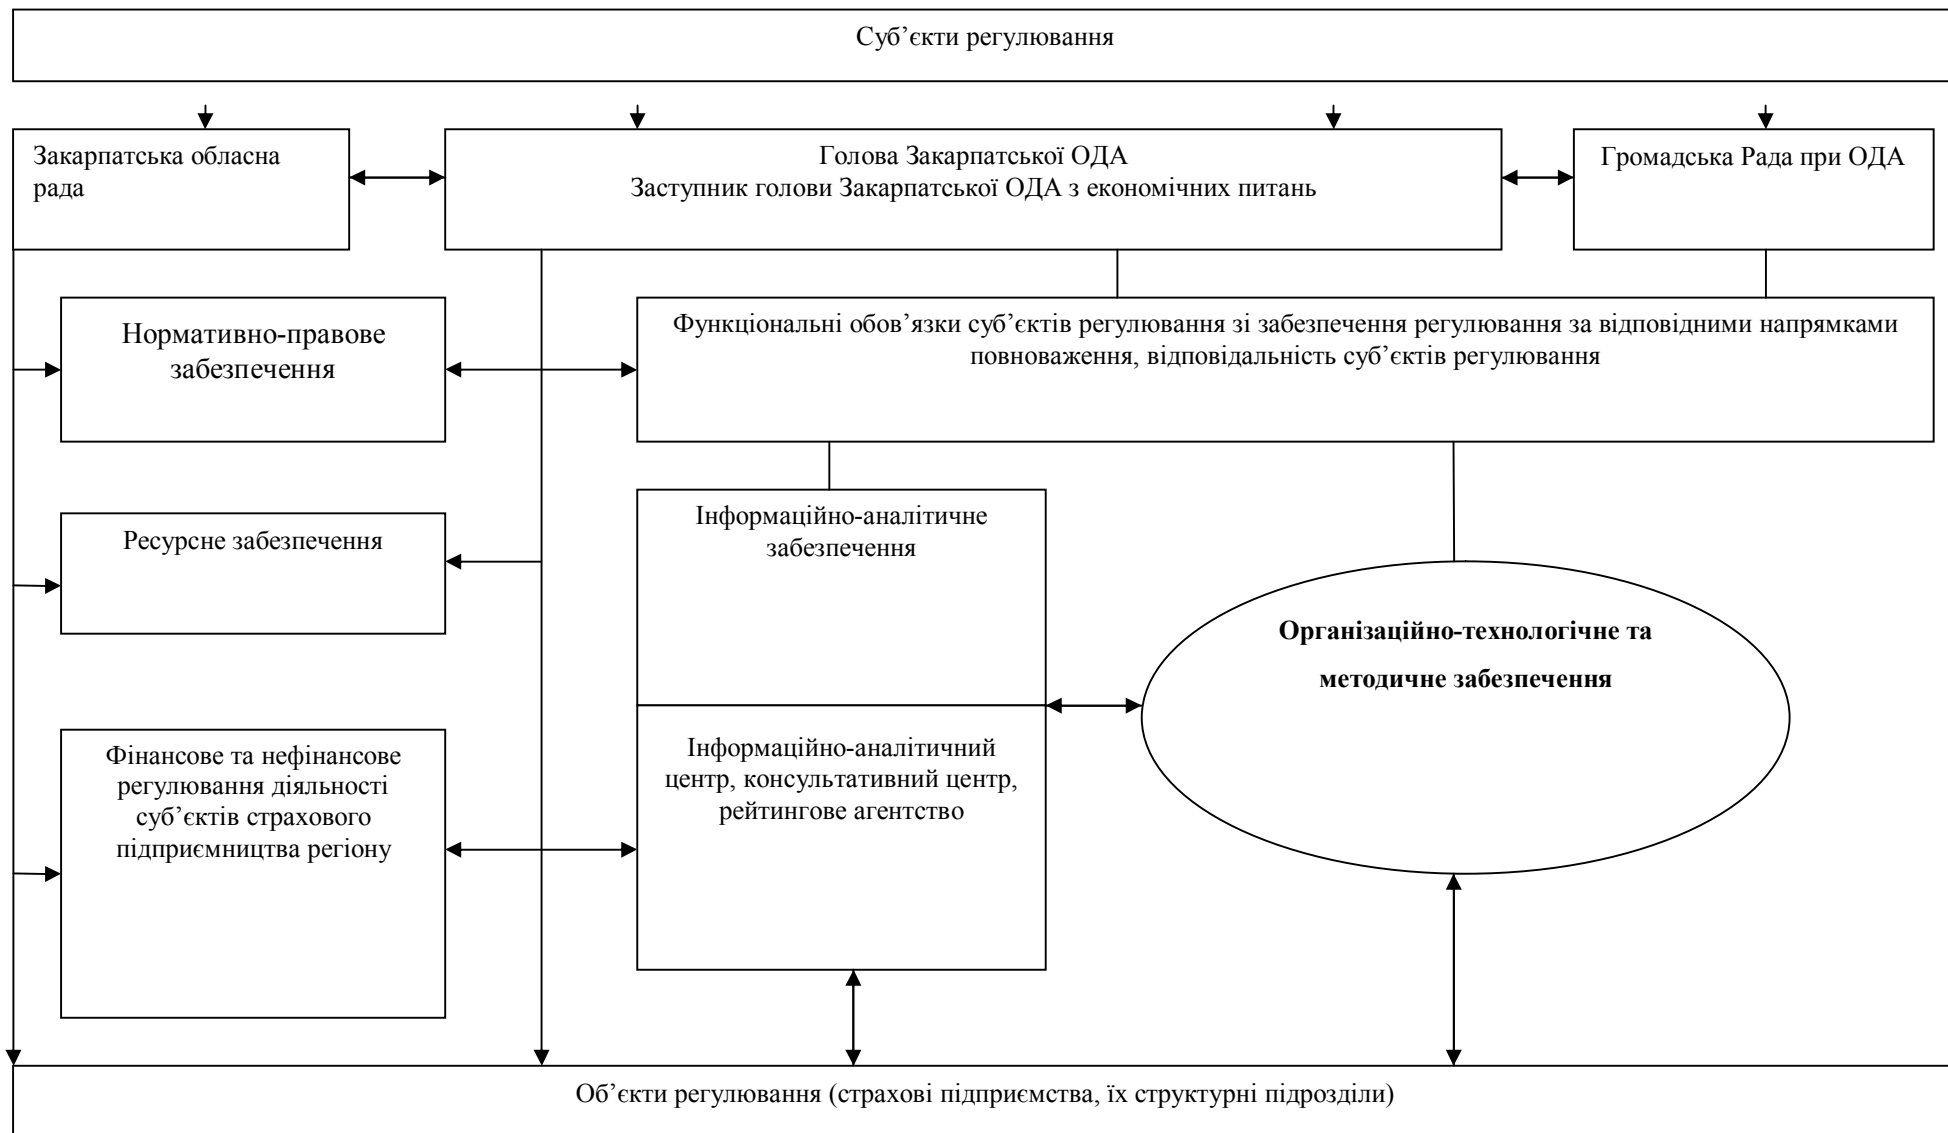 Суб’єкти регулювання
Закарпатська обласна
рада
Голова Закарпатської ОДА
Заступник голови Закарпатської ОДА з економічних питань
Громадська Рада при ОДА
Нормативно-правове
забезпечення
Функціональні обов’язки суб’єктів регулювання зі забезпечення регулювання за відповідними напрямками
повноваження, відповідальність суб’єктів регулювання
Ресурсне забезпечення
Інформаційно-аналітичне
забезпечення
Організаційно-технологічне та
методичне забезпечення
Фінансове та нефінансове
регулювання діяльності
суб’єктів страхового
підприємництва регіону
Інформаційно-аналітичний
центр, консультативний центр,
рейтингове агентство
Об’єкти регулювання (страхові підприємства, їх структурні підрозділи)